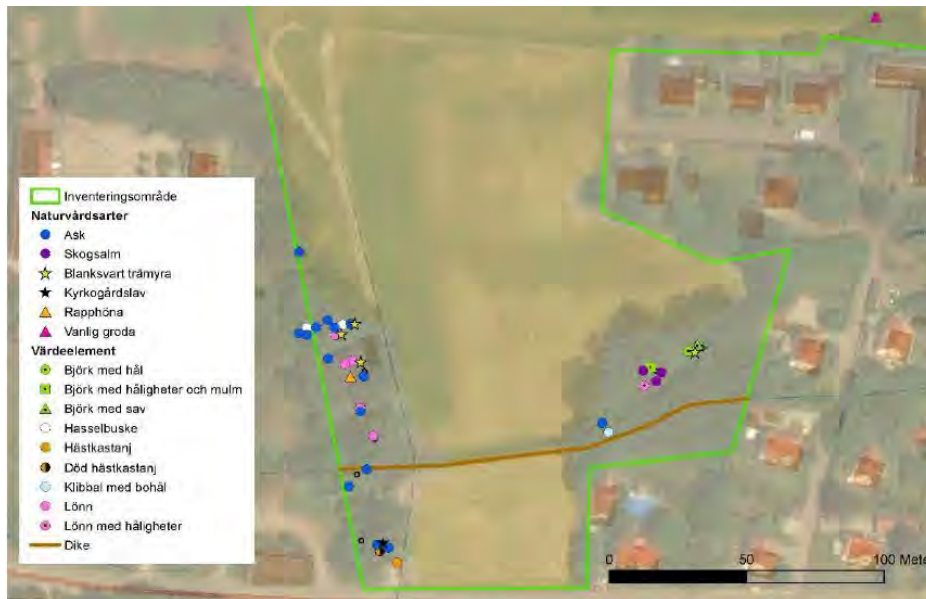 Inventeringsområde
Naturvårdsarter
Ask
Skogsalm
Blanksvart trämyra
Kyrkogårdslav
Rapphöna
Vanlig groda
Värdeelement
Björk med hål
Björk med håligheter och mulm
Björk med sav
Hasselbuske
Hästkastanj
Död hästkastanj
Klibbal med bohål
Lönn
Lönn med håligheter
Dike
0 50 100 Mete